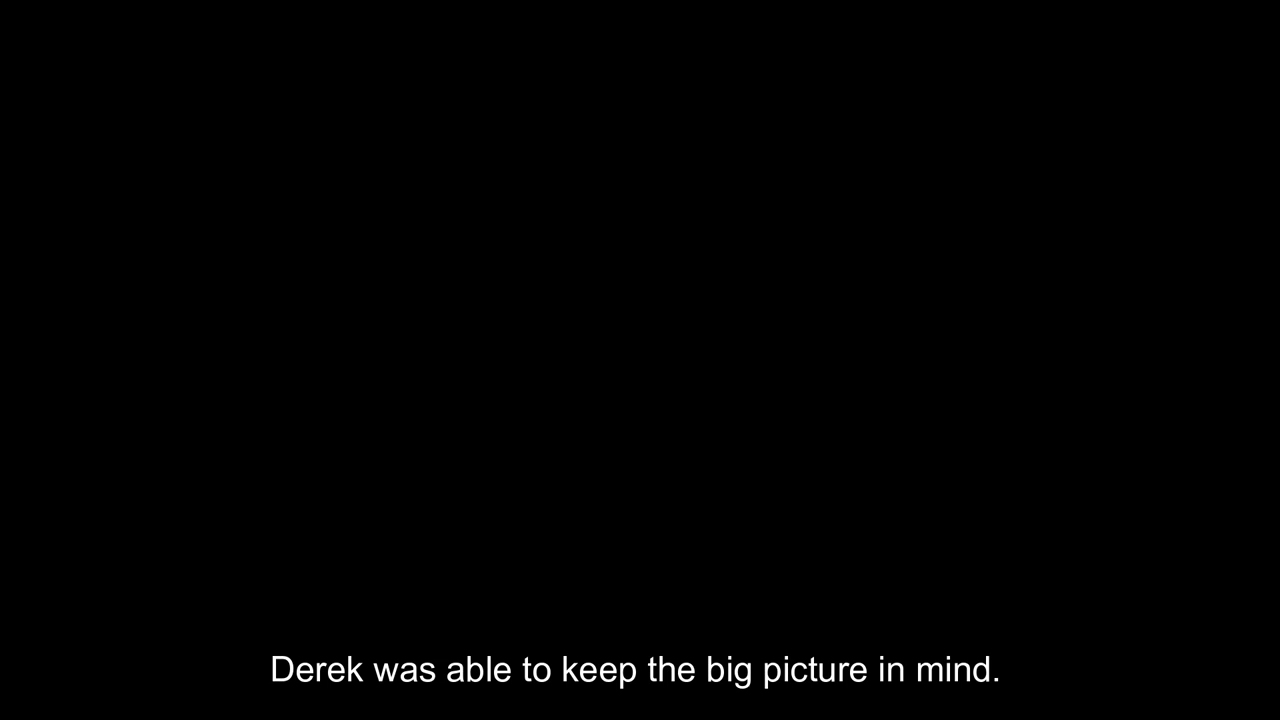 Derek was able to keep the big picture in mind.